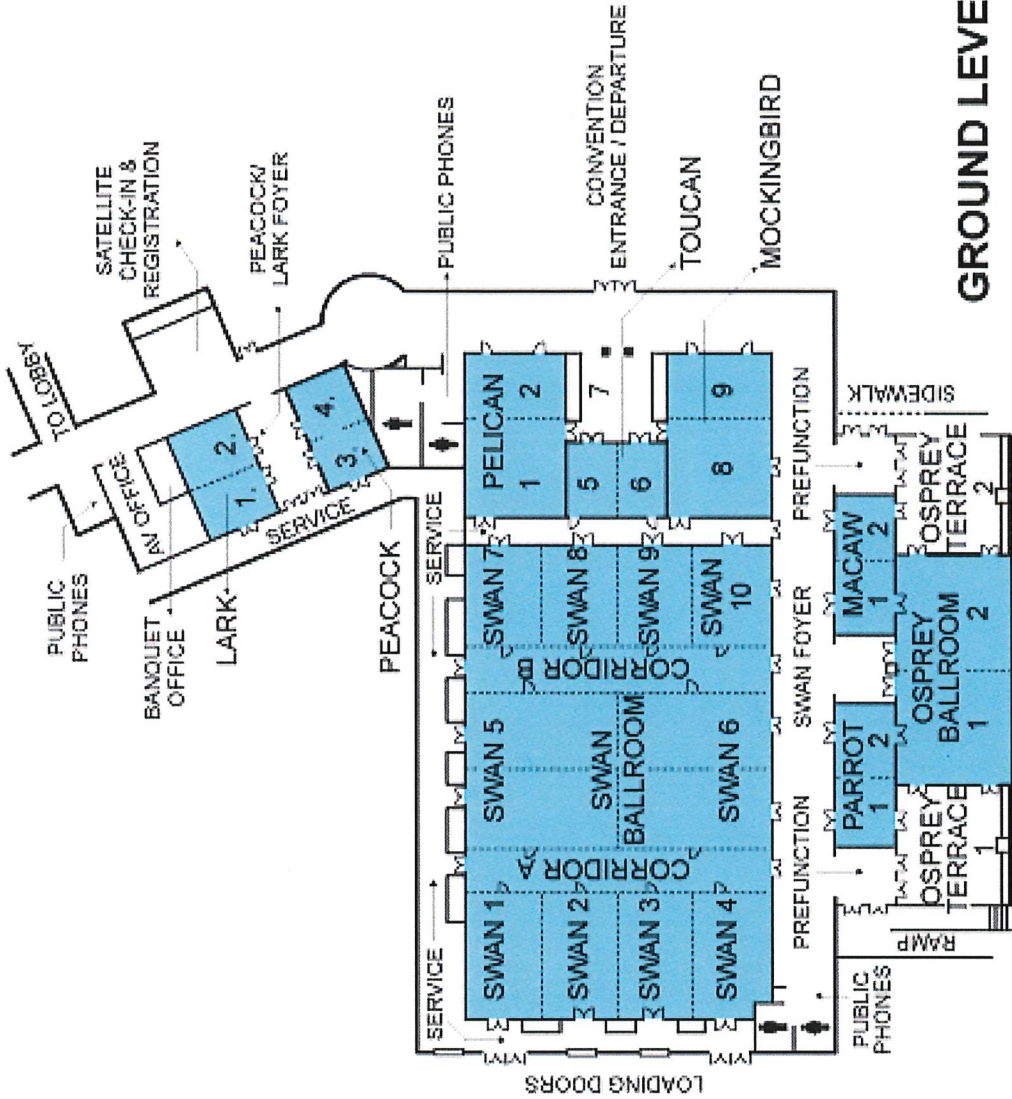 TO LOBBY
SATELLITE
CHECK-IN &
REGISTRATION
PUBLIC
PHONES
AV OFFICE
BANQUET
OFFICE
LARK
1.
2.
SERVICE
PEACOCK/
LARK FOYER
3.
4.
PEACOCK
PUBLIC PHONES
SERVICE
SERVICE
LOADING DOORS
SWAN 1
SWAN 2
SWAN 3
SWAN 4
CORRIDOR
A
SWAN 5
SWAN
BALLROOM
SWAN 6
CORRIDOR
B
SWAN 7
SWAN 8
SWAN 9
SWAN
10
PELICAN
1
2
5
6
7
8
9
CONVENTION
ENTRANCE / DEPARTURE
TOUCAN
MOCKINGBIRD
PREFUNCTION
SWAN FOYER
PREFUNCTION
PUBLIC
PHONES
RAMP
SIDEWALK
PARROT
1
2
MACAW
1
2
OSPREY
TERRACE
1
OSPREY
BALLROOM
1
2
OSPREY
TERRACE
2
GROUND LEVE